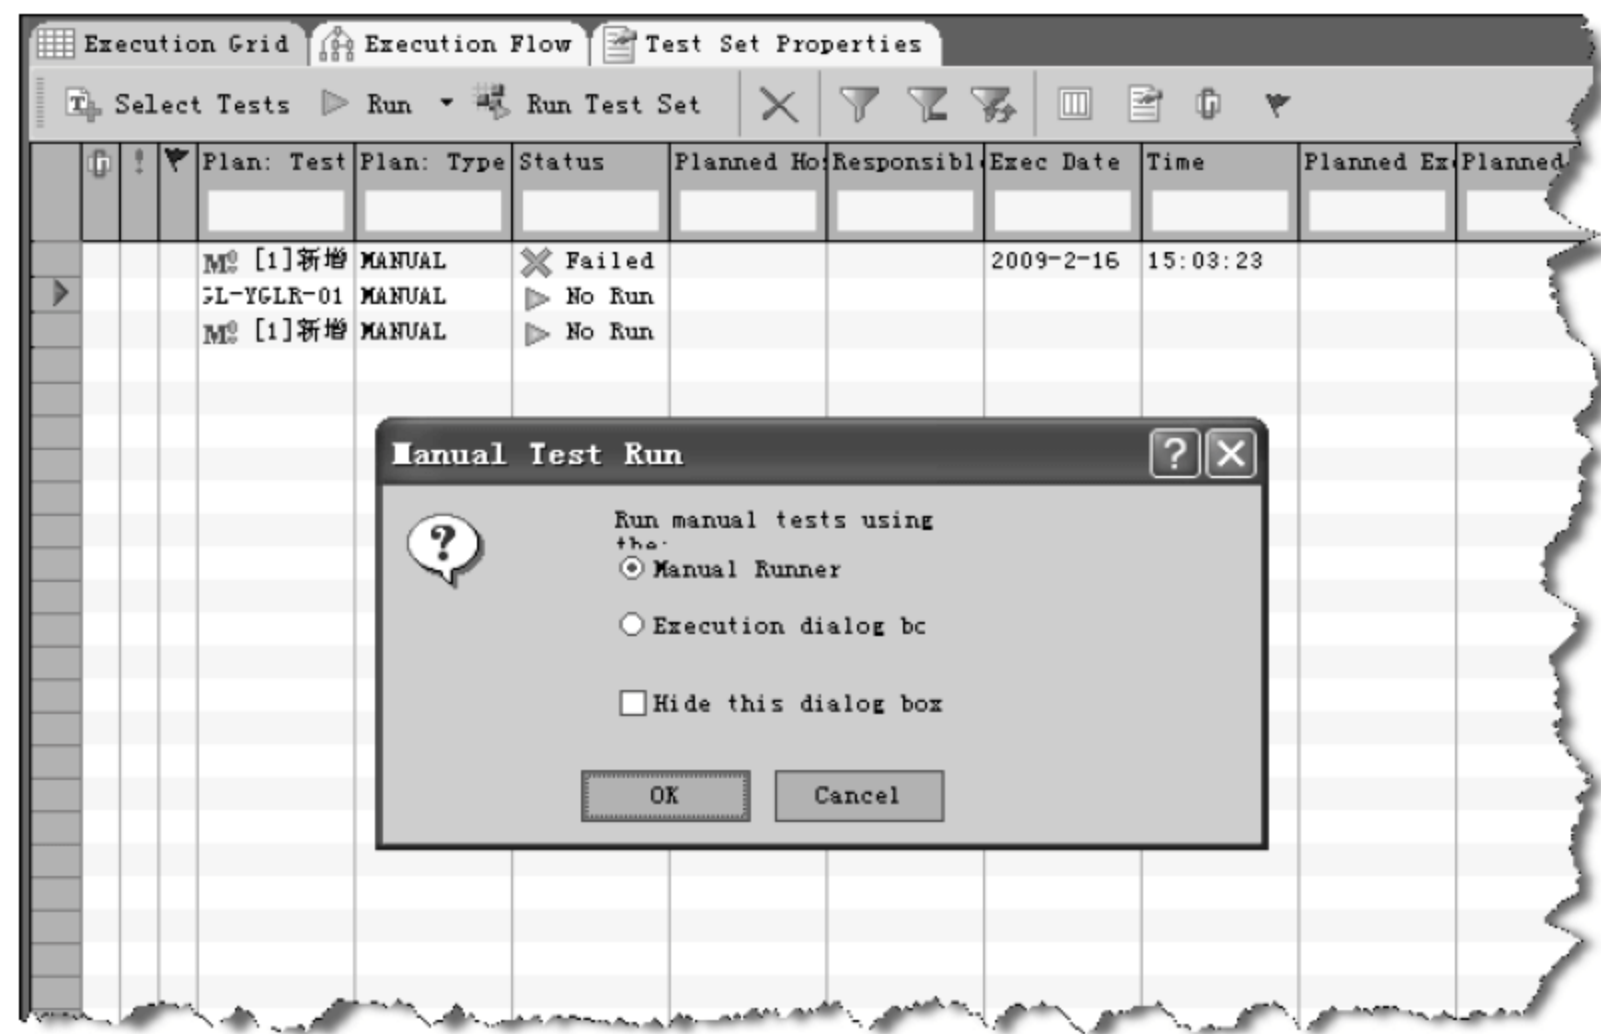 Execution Grid Execution Flow Test Set Properties
Select Tests Run Run Test Set
Plan: Test Plan: Type Status Planned Ho Responsibl Exec Date Time Planned Ex Planned
[1]新增 MANUAL Failed 2009-2-16 15:03:23
GL-YGLR-01 MANUAL No Run
[1]新增 MANUAL No Run
Manual Test Run
Run manual tests using
the:
Manual Runner
Execution dialog bo
Hide this dialog box
OK Cancel